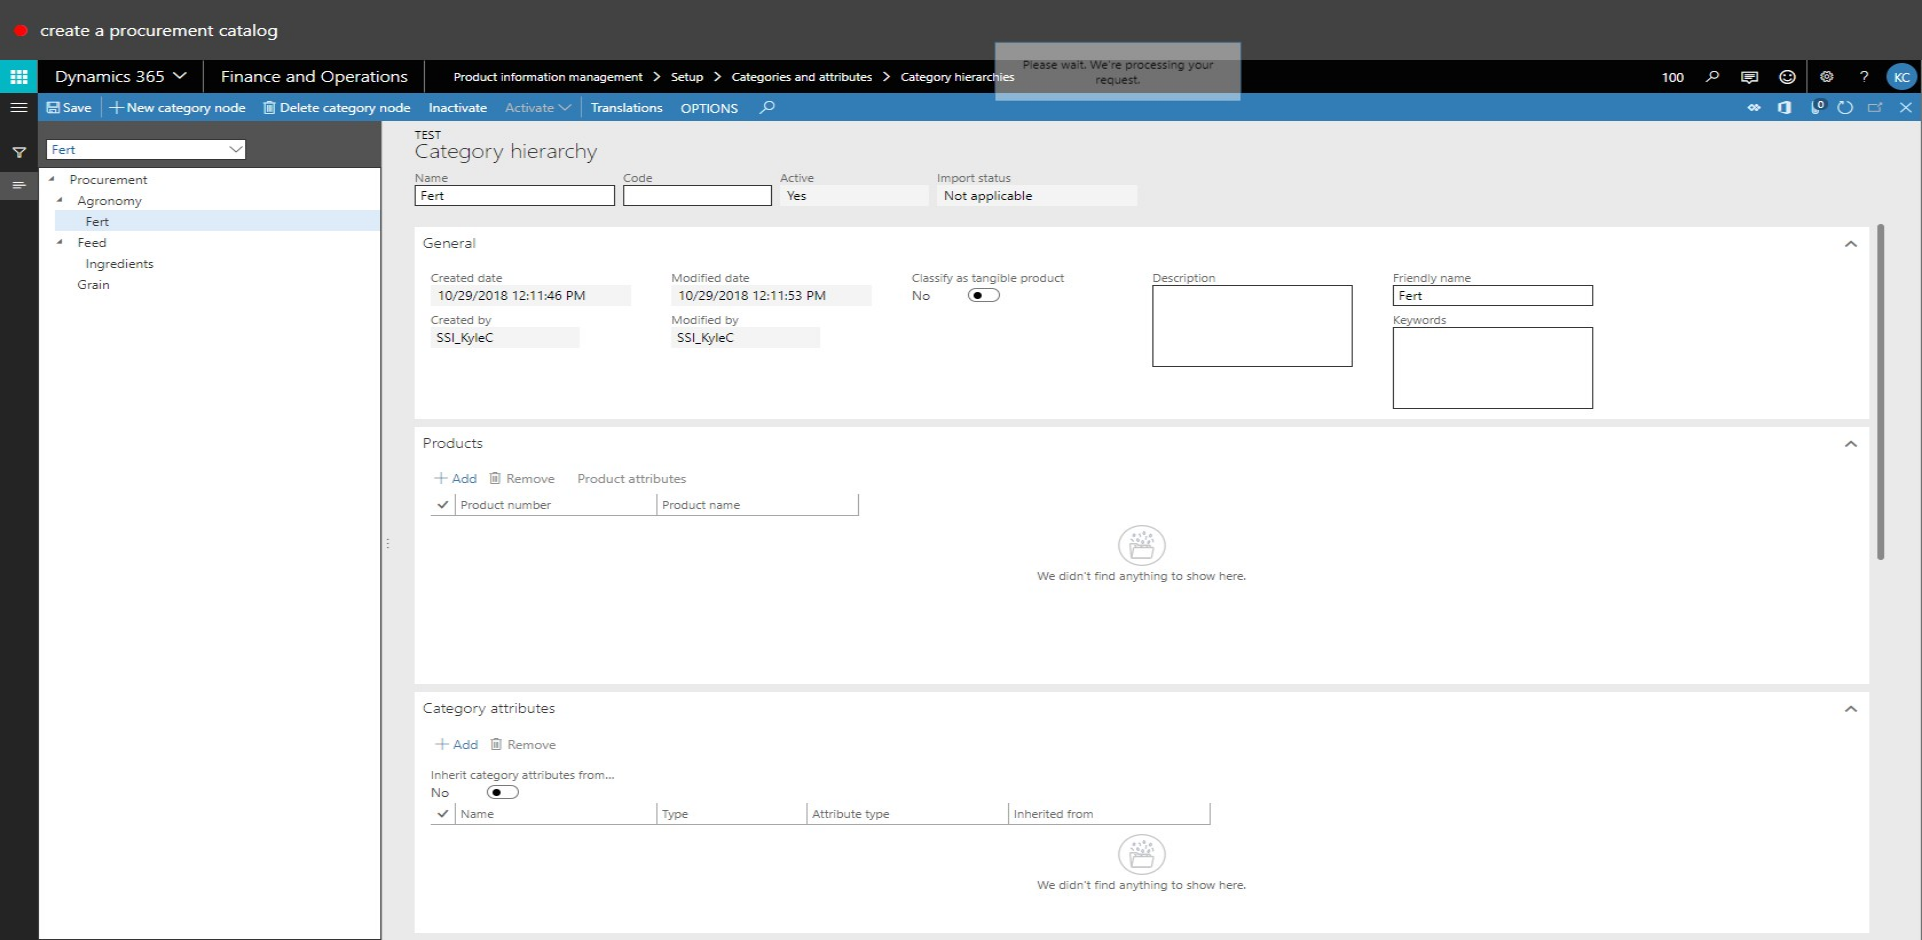 create a procurement catalog
Dynamics 365
Finance and Operations
Product information management > Setup > Categories and attributes > Category hierarchies
Please wait. We're processing your
request.
100
?
KC
Save
New category node
Delete category node
Inactivate
Activate
Translations
OPTIONS
0
Fert
Procurement
Agronomy
Fert
Feed
Ingredients
Grain
TEST
Category hierarchy
Name Code Active Import status
Fert Yes Not applicable
General
Created date Modified date Classify as tangible product Description Friendly name
10/29/2018 12:11:46 PM 10/29/2018 12:11:53 PM No Fert
Created by Modified by Keywords
SSI_KyleC SSI_KyleC
Products
Add Remove Product attributes
Product number Product name
We didn't find anything to show here.
Category attributes
Add Remove
Inherit category attributes from...
No
Name Type Attribute type Inherited from
We didn't find anything to show here.